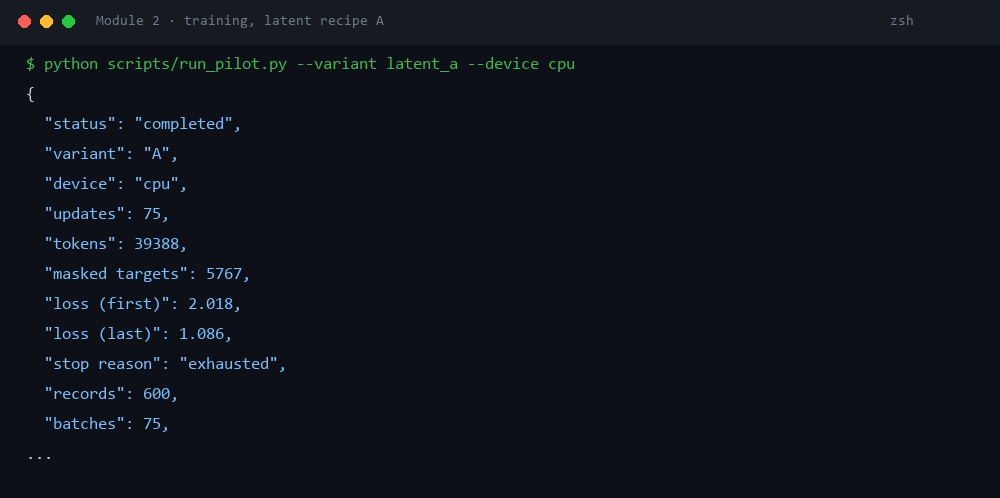 Module 2 · training, latent recipe A
zsh
$ python scripts/run_pilot.py --variant latent_a --device cpu
{
"status": "completed",
"variant": "A",
"device": "cpu",
"updates": 75,
"tokens": 39388,
"masked targets": 5767,
"loss (first)": 2.018,
"loss (last)": 1.086,
"stop reason": "exhausted",
"records": 600,
"batches": 75,
...